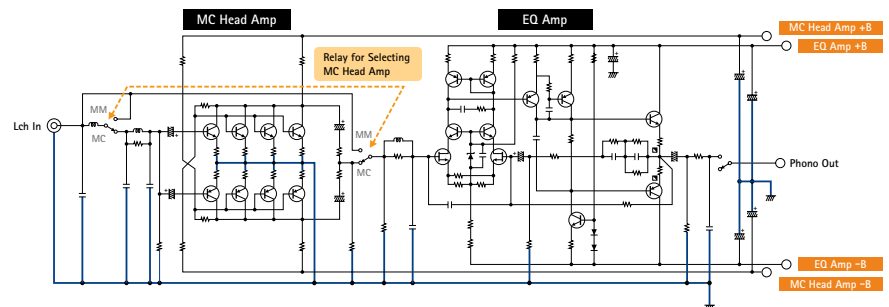 MC Head Amp
EQ Amp
MC Head Amp +B
EQ Amp +B
Relay for Selecting
MC Head Amp
MM
MC
Lch In
MM
MC
Phono Out
EQ Amp -B
MC Head Amp -B